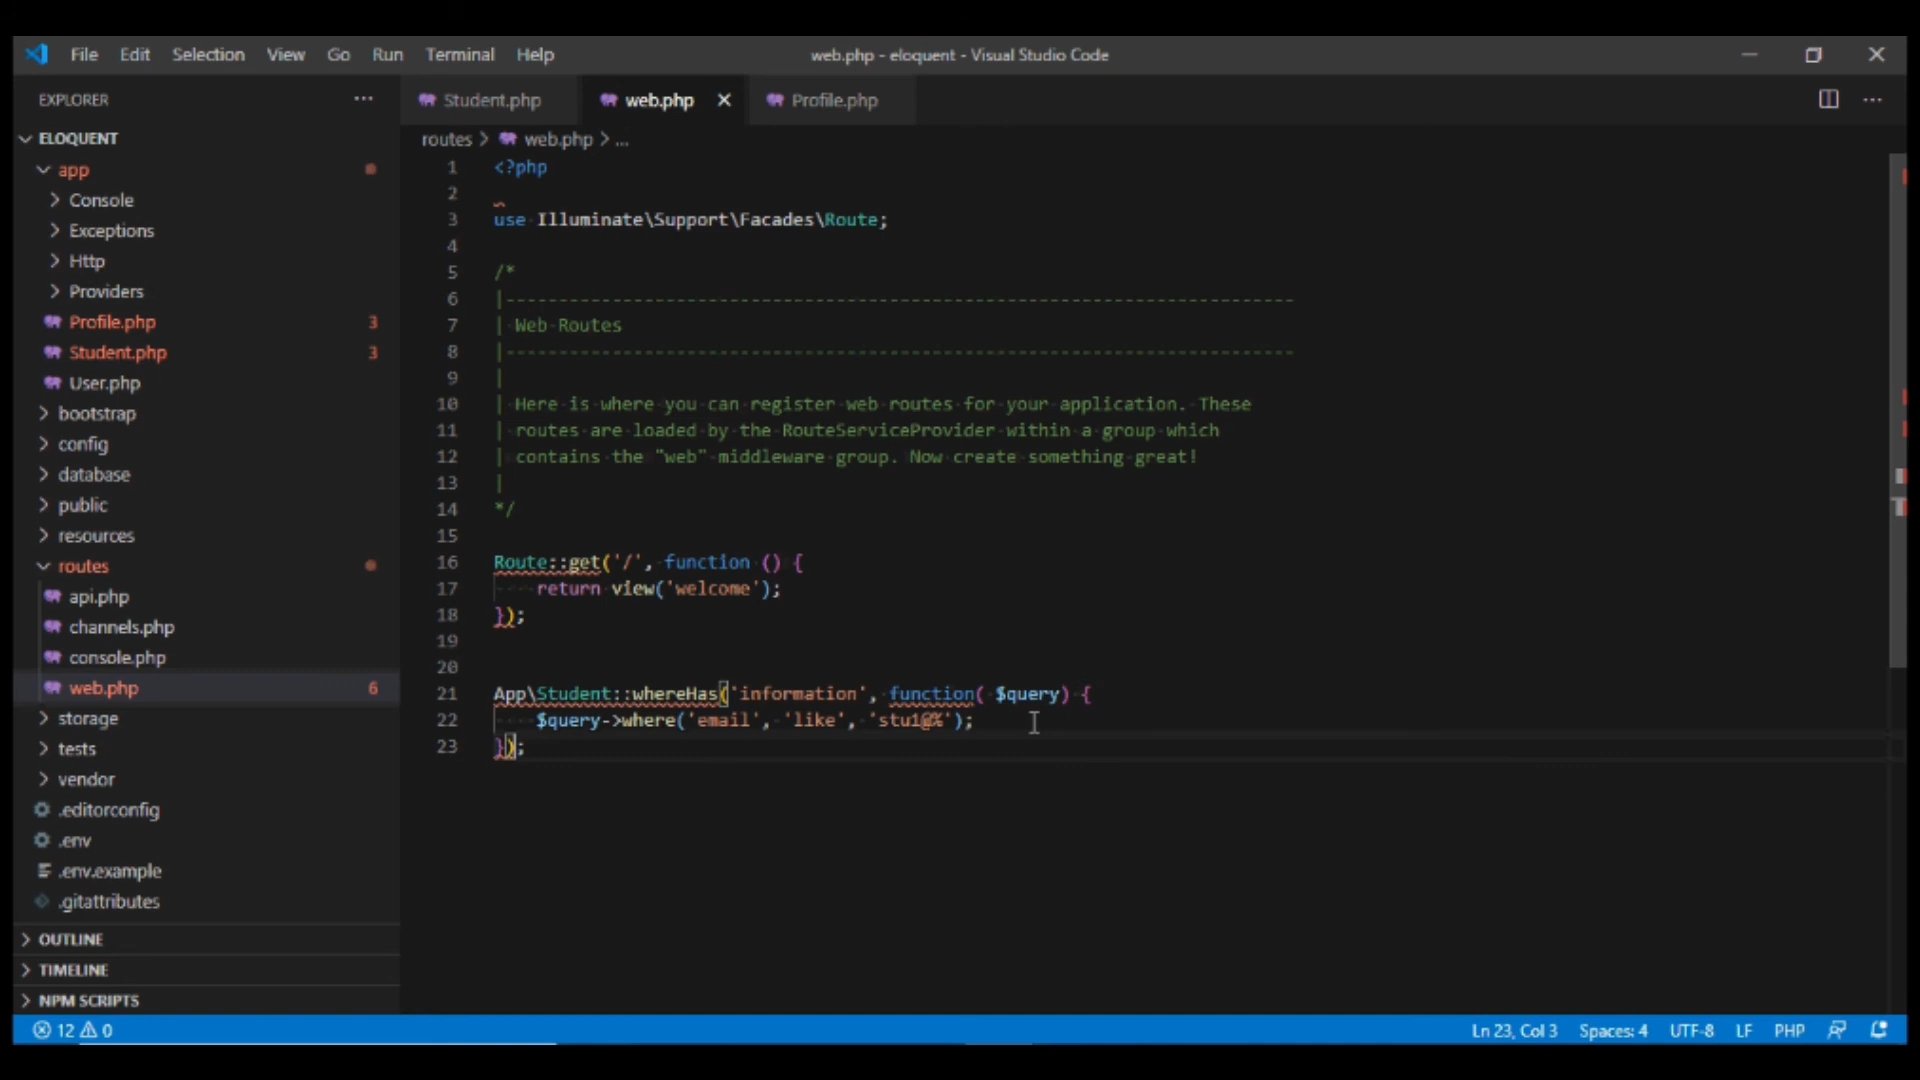 File Edit Selection View Go Run Terminal Help web.php - eloquent - Visual Studio Code
EXPLORER ...
ELOQUENT
app
Console
Exceptions
Http
Providers
Profile.php 3
Student.php 3
User.php
bootstrap
config
database
public
resources
routes
api.php
channels.php
console.php
web.php 6
storage
tests
vendor
.editorconfig
.env
.env.example
.gitattributes
OUTLINE
TIMELINE
NPM SCRIPTS
Student.php web.php Profile.php ...
routes > web.php > ...
1 <?php
2
3 use Illuminate\Support\Facades\Route;
4
5 /*
6 |--------------------------------------------------------------------------
7 | Web Routes
8 |--------------------------------------------------------------------------
9 |
10 | Here is where you can register web routes for your application. These
11 | routes are loaded by the RouteServiceProvider within a group which
12 | contains the "web" middleware group. Now create something great!
13 |
14 */
15
16 Route::get('/', function () {
17     return view('welcome');
18 });
19
20
21 App\Student::whereHas('information', function( $query) {
22     $query->where('email', 'like', 'stu1@%');
23 });
12 0 Ln 23, Col 3 Spaces: 4 UTF-8 LF PHP